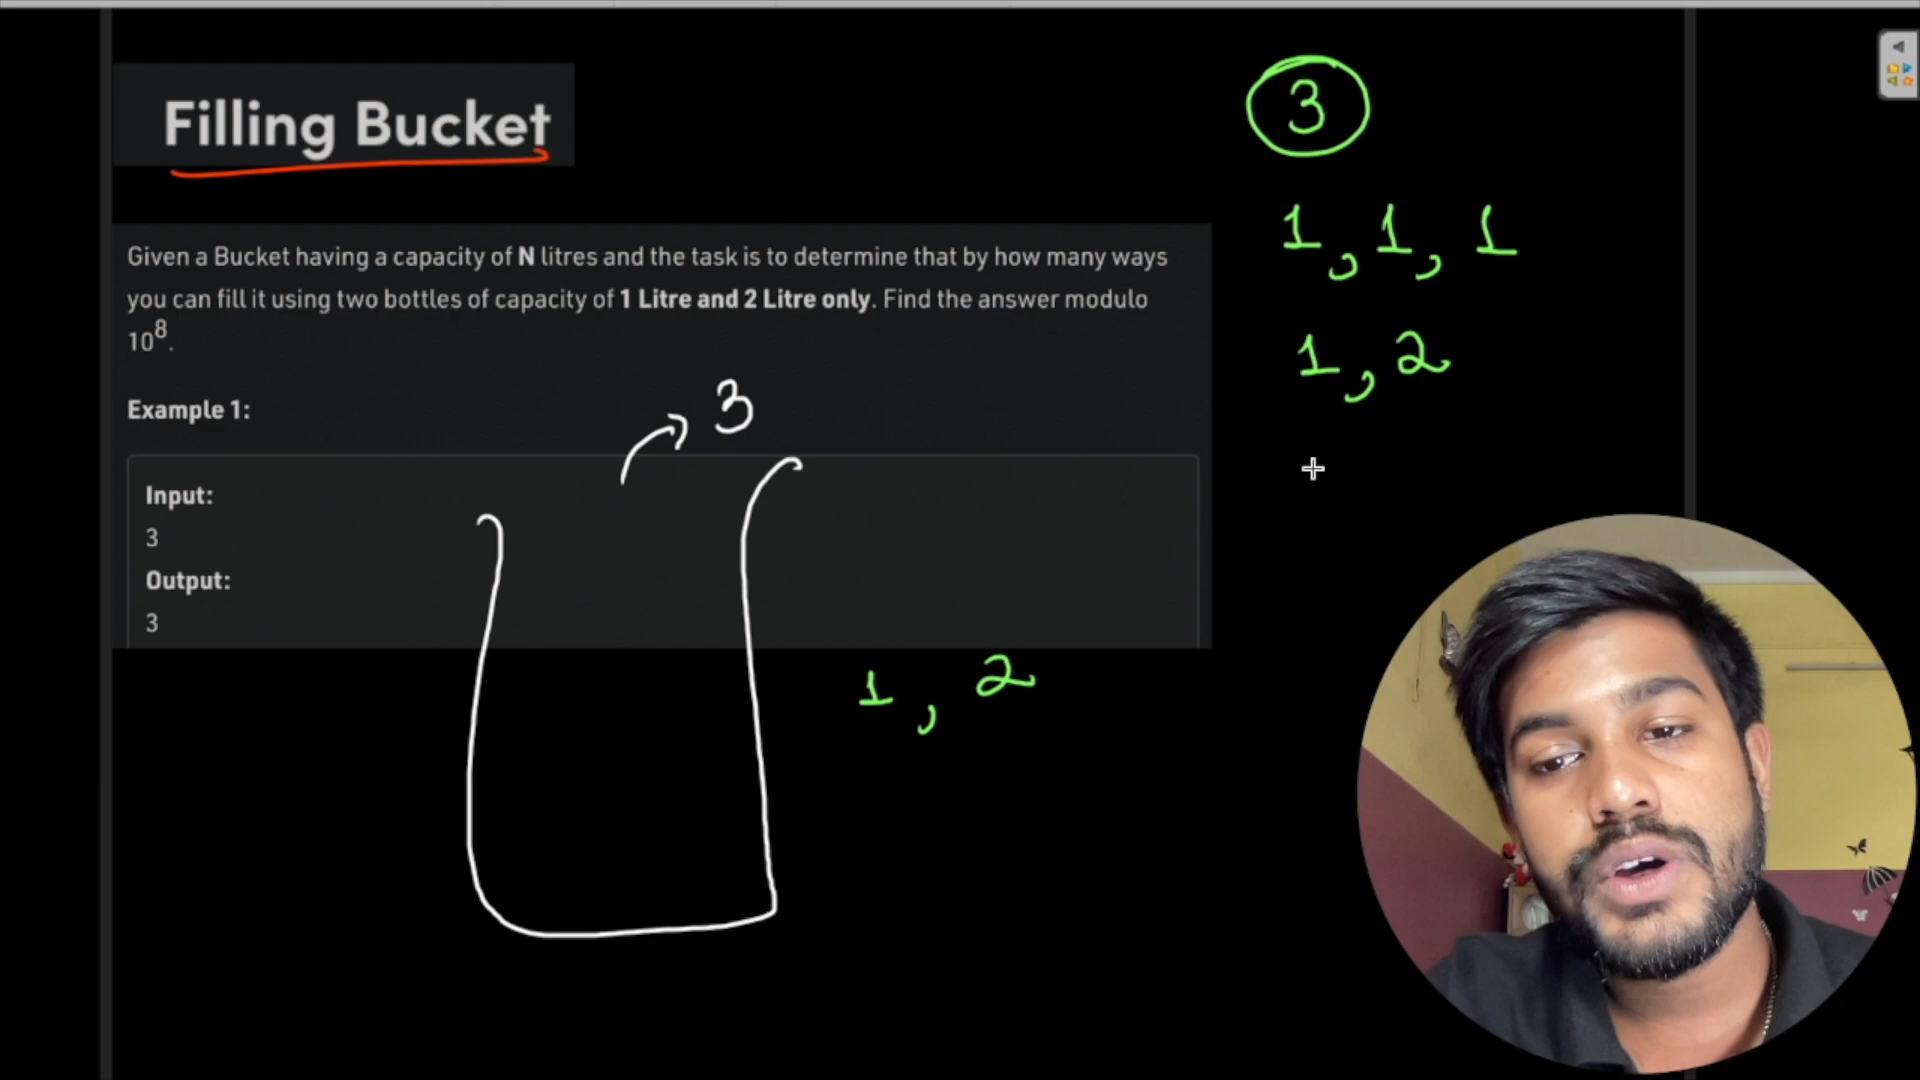 Filling Bucket
Given a Bucket having a capacity of N litres and the task is to determine that by how many ways
you can fill it using two bottles of capacity of 1 Litre and 2 Litre only. Find the answer modulo
10⁸.
Example 1:
Input:
3
Output:
3
3
1, 2
3
1, 1, 1
1, 2